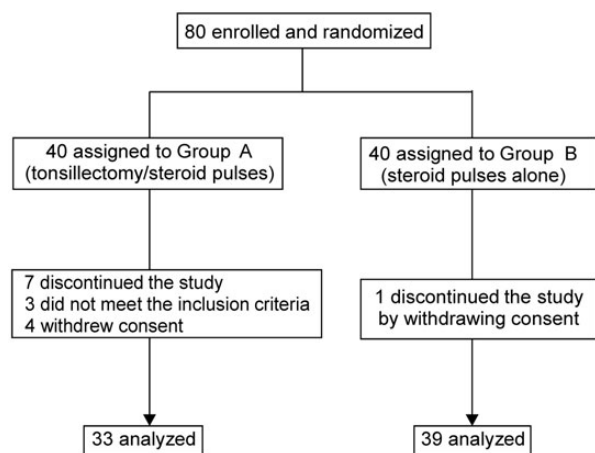 80 enrolled and randomized
40 assigned to Group A
(tonsillectomy/steroid pulses)
40 assigned to Group B
(steroid pulses alone)
7 discontinued the study
3 did not meet the inclusion criteria
4 withdrew consent
1 discontinued the study
by withdrawing consent
33 analyzed
39 analyzed